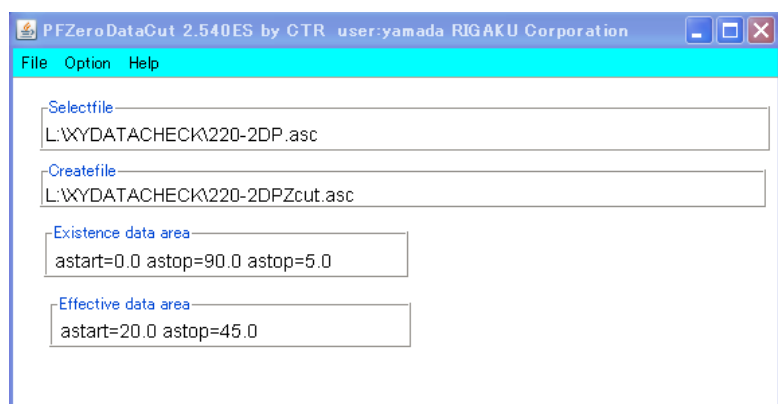 PFZeroDataCut 2.540ES by CTR user:yamada RIGAKU Corporation
File Option Help
Selectfile
L:\XYDATACHECK\220-2DP.asc
Createfile
L:\XYDATACHECK\220-2DPZcut.asc
Existence data area
astart=0.0 astop=90.0 astop=5.0
Effective data area
astart=20.0 astop=45.0